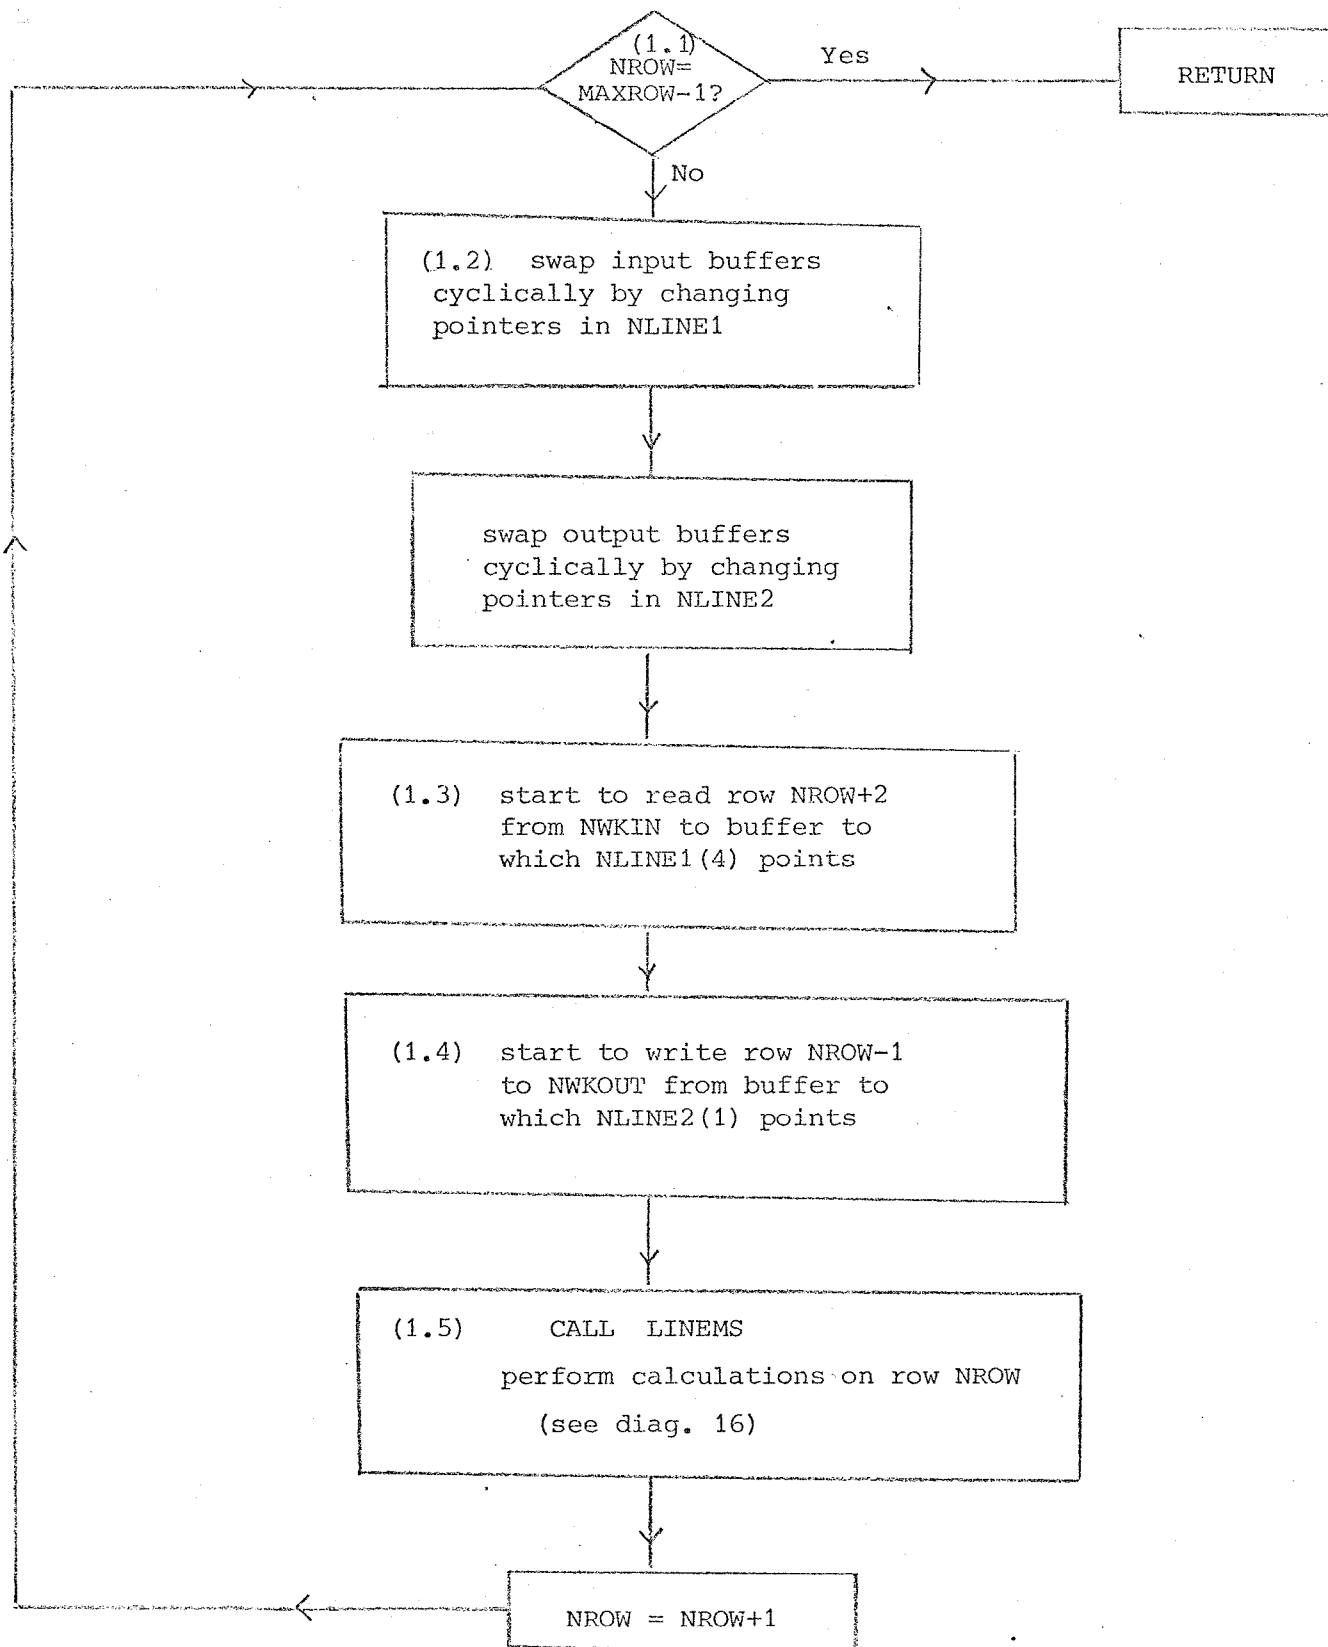 (1.1)
NROW=
MAXROW-1?
Yes
RETURN
No
(1.2) swap input buffers
cyclically by changing
pointers in NLINE1
swap output buffers
cyclically by changing
pointers in NLINE2
(1.3) start to read row NROW+2
from NWKIN to buffer to
which NLINE1(4) points
(1.4) start to write row NROW-1
to NWKOUT from buffer to
which NLINE2(1) points
(1.5) CALL LINEMS
perform calculations on row NROW
(see diag. 16)
NROW = NROW+1